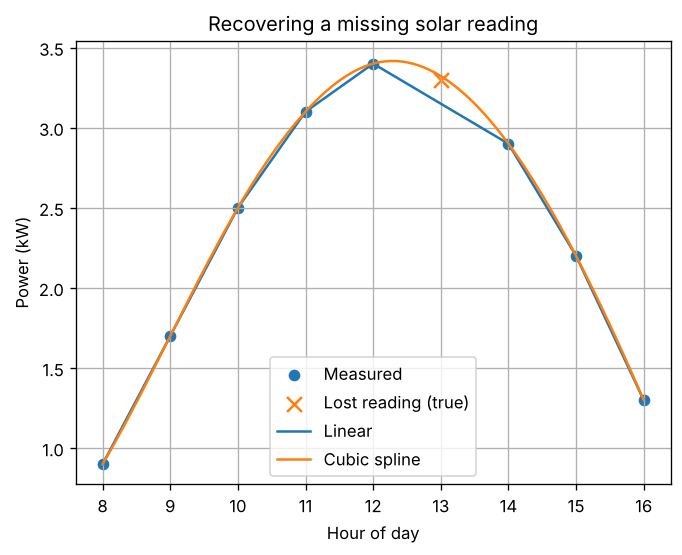 Recovering a missing solar reading
Power (kW)
3.5
3.0
2.5
2.0
1.5
1.0
Measured
Lost reading (true)
Linear
Cubic spline
8 9 10 11 12 13 14 15 16
Hour of day